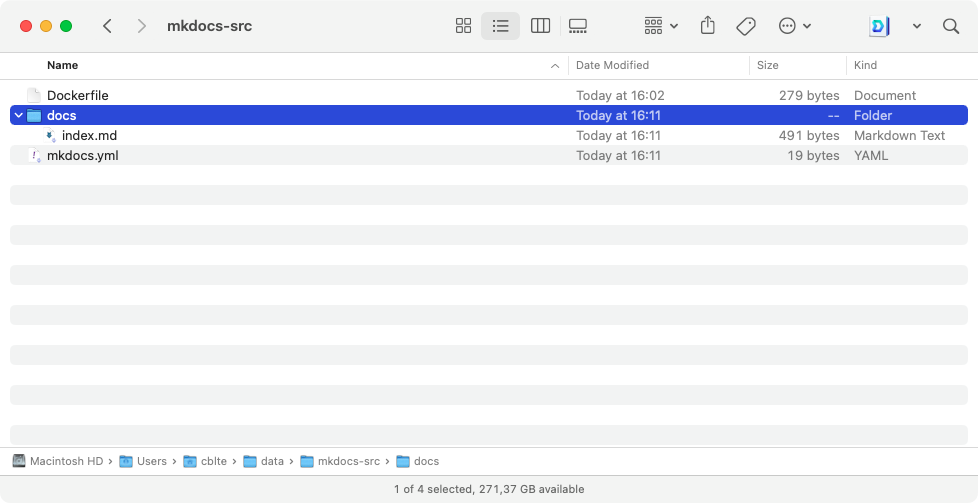 mkdocs-src
Name Date Modified Size Kind
Dockerfile Today at 16:02 279 bytes Document
docs Today at 16:11 -- Folder
index.md Today at 16:11 491 bytes Markdown Text
mkdocs.yml Today at 16:11 19 bytes YAML
Macintosh HD › Users › cblte › data › mkdocs-src › docs
1 of 4 selected, 271,37 GB available